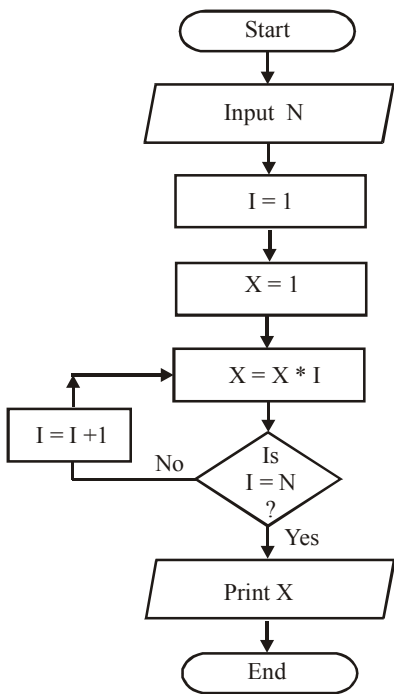 Start
Input N
I = 1
X = 1
X = X * I
I = I +1
No
Is
I = N
?
Yes
Print X
End